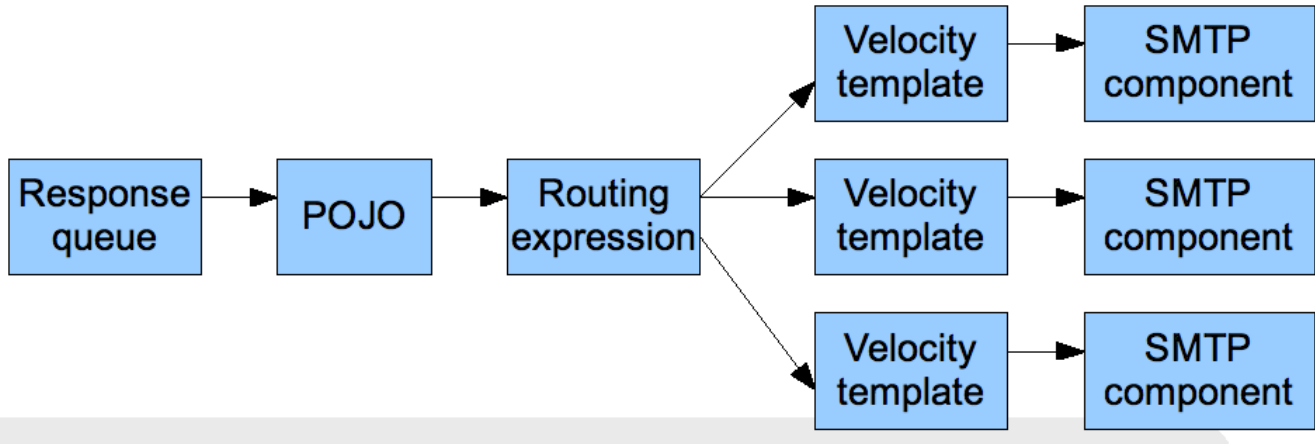 Velocity
template
SMTP
component
Response
queue
POJO
Routing
expression
Velocity
template
SMTP
component
Velocity
template
SMTP
component